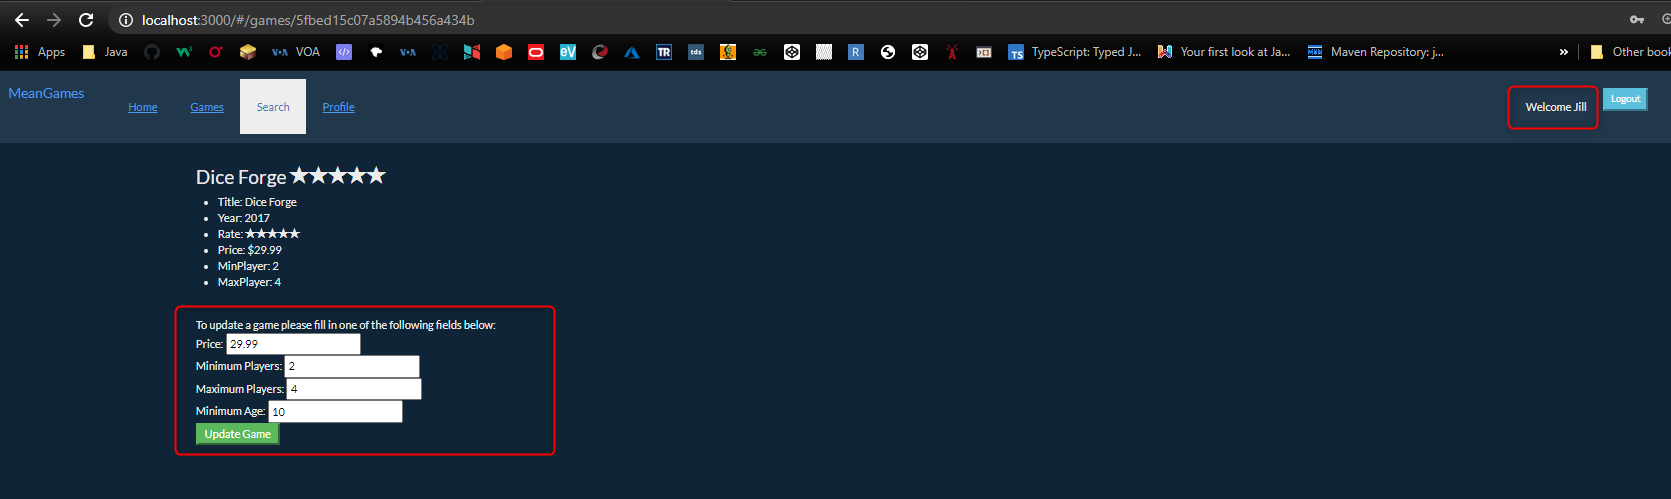 localhost:3000/#/games/5fbed15c07a5894b456a434b
Apps Java VOA TR tds R TS TypeScript: Typed J... Your first look at Ja... Maven Repository: j... » Other book
MeanGames Home Games Search Profile Welcome Jill Logout
Dice Forge ★★★★★
• Title: Dice Forge
• Year: 2017
• Rate: ★★★★★
• Price: $29.99
• MinPlayer: 2
• MaxPlayer: 4
To update a game please fill in one of the following fields below:
Price: 29.99
Minimum Players: 2
Maximum Players: 4
Minimum Age: 10
Update Game